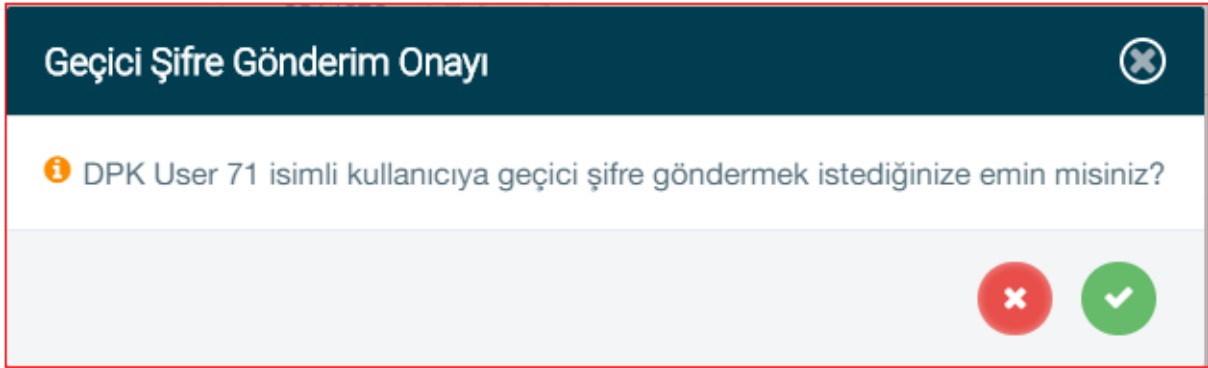 Geçici Şifre Gönderim Onayı
DPK User 71 isimli kullanıcıya geçici şifre göndermek istediğinize emin misiniz?